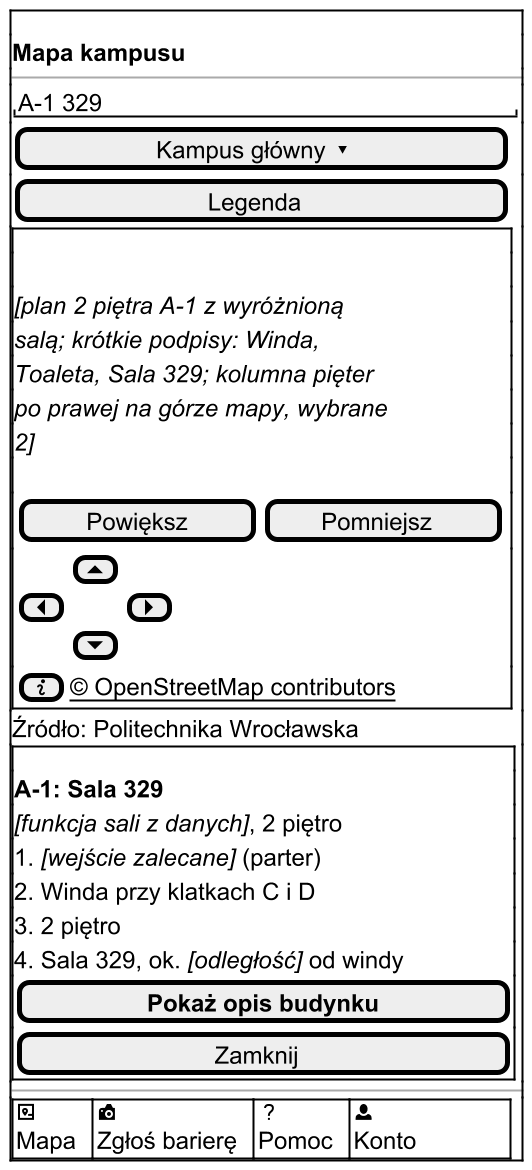 Mapa kampusu
A-1 329
Kampus główny ▾
Legenda
[plan 2 piętra A-1 z wyróżnioną
salą; krótkie podpisy: Winda,
Toaleta, Sala 329; kolumna pięter
po prawej na górze mapy, wybrane
2]
Powiększ Pomniejsz
i © OpenStreetMap contributors
Źródło: Politechnika Wrocławska
A-1: Sala 329
[funkcja sali z danych], 2 piętro
1. [wejście zalecane] (parter)
2. Winda przy klatkach C i D
3. 2 piętro
4. Sala 329, ok. [odległość] od windy
Pokaż opis budynku
Zamknij
?
Mapa Zgłoś barierę Pomoc Konto